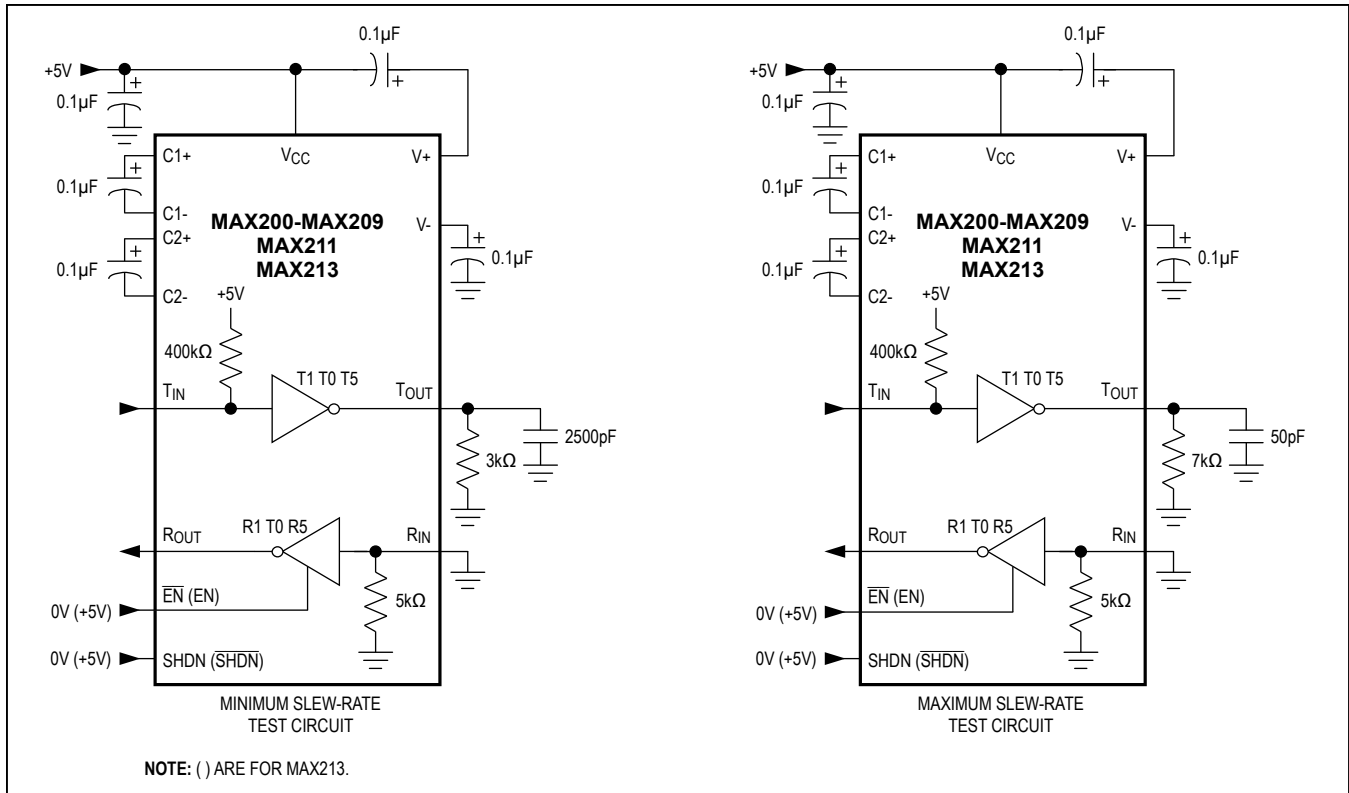 0.1µF
+5V
+
+
0.1µF
C1+
VCC
V+
+
0.1µF
C1-
MAX200-MAX209
V-
C2+
MAX211
+
+
0.1µF
MAX213
0.1µF
C2-
+5V
400kΩ
TIN
T1 T0 T5
TOUT
2500pF
3kΩ
ROUT
R1 T0 R5
RIN
EN (EN)
0V (+5V)
5kΩ
0V (+5V)
SHDN (SHDN)
MINIMUM SLEW-RATE
TEST CIRCUIT
0.1µF
+5V
+
+
0.1µF
C1+
VCC
V+
+
0.1µF
C1-
MAX200-MAX209
V-
C2+
MAX211
+
+
0.1µF
MAX213
0.1µF
C2-
+5V
400kΩ
TIN
T1 T0 T5
TOUT
50pF
7kΩ
ROUT
R1 T0 R5
RIN
EN (EN)
0V (+5V)
5kΩ
0V (+5V)
SHDN (SHDN)
MAXIMUM SLEW-RATE
TEST CIRCUIT
NOTE: ( ) ARE FOR MAX213.